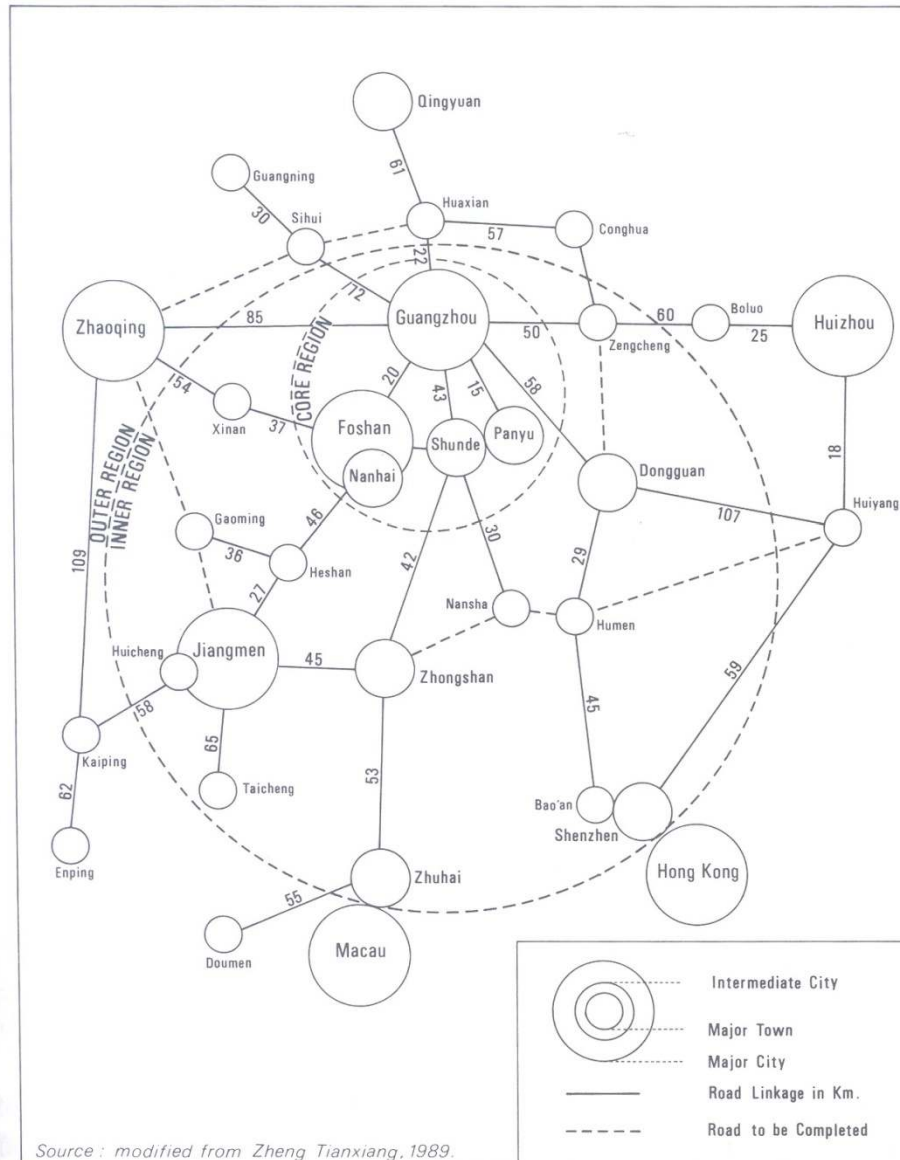 Qingyuan
61
Guangning
30
Sihui
Huaxian
57
Conghua
22
72
Zhaoqing
85
Guangzhou
50
Zengcheng
60
Boluo
25
Huizhou
CORE REGION
20
43
15
58
154
Xinan
37
Foshan
Nanhai
Shunde
Panyu
Dongguan
18
107
Huiyang
OUTER REGION
INNER REGION
46
Gaoming
36
Heshan
30
29
109
27
42
Nansha
Humen
Huicheng
Jiangmen
45
Zhongshan
59
58
65
45
Kaiping
53
62
Taicheng
Bao'an
Shenzhen
Enping
Zhuhai
Hong Kong
55
Doumen
Macau
Intermediate City
Major Town
Major City
Road Linkage in Km.
Road to be Completed
Source : modified from Zheng Tianxiang, 1989.